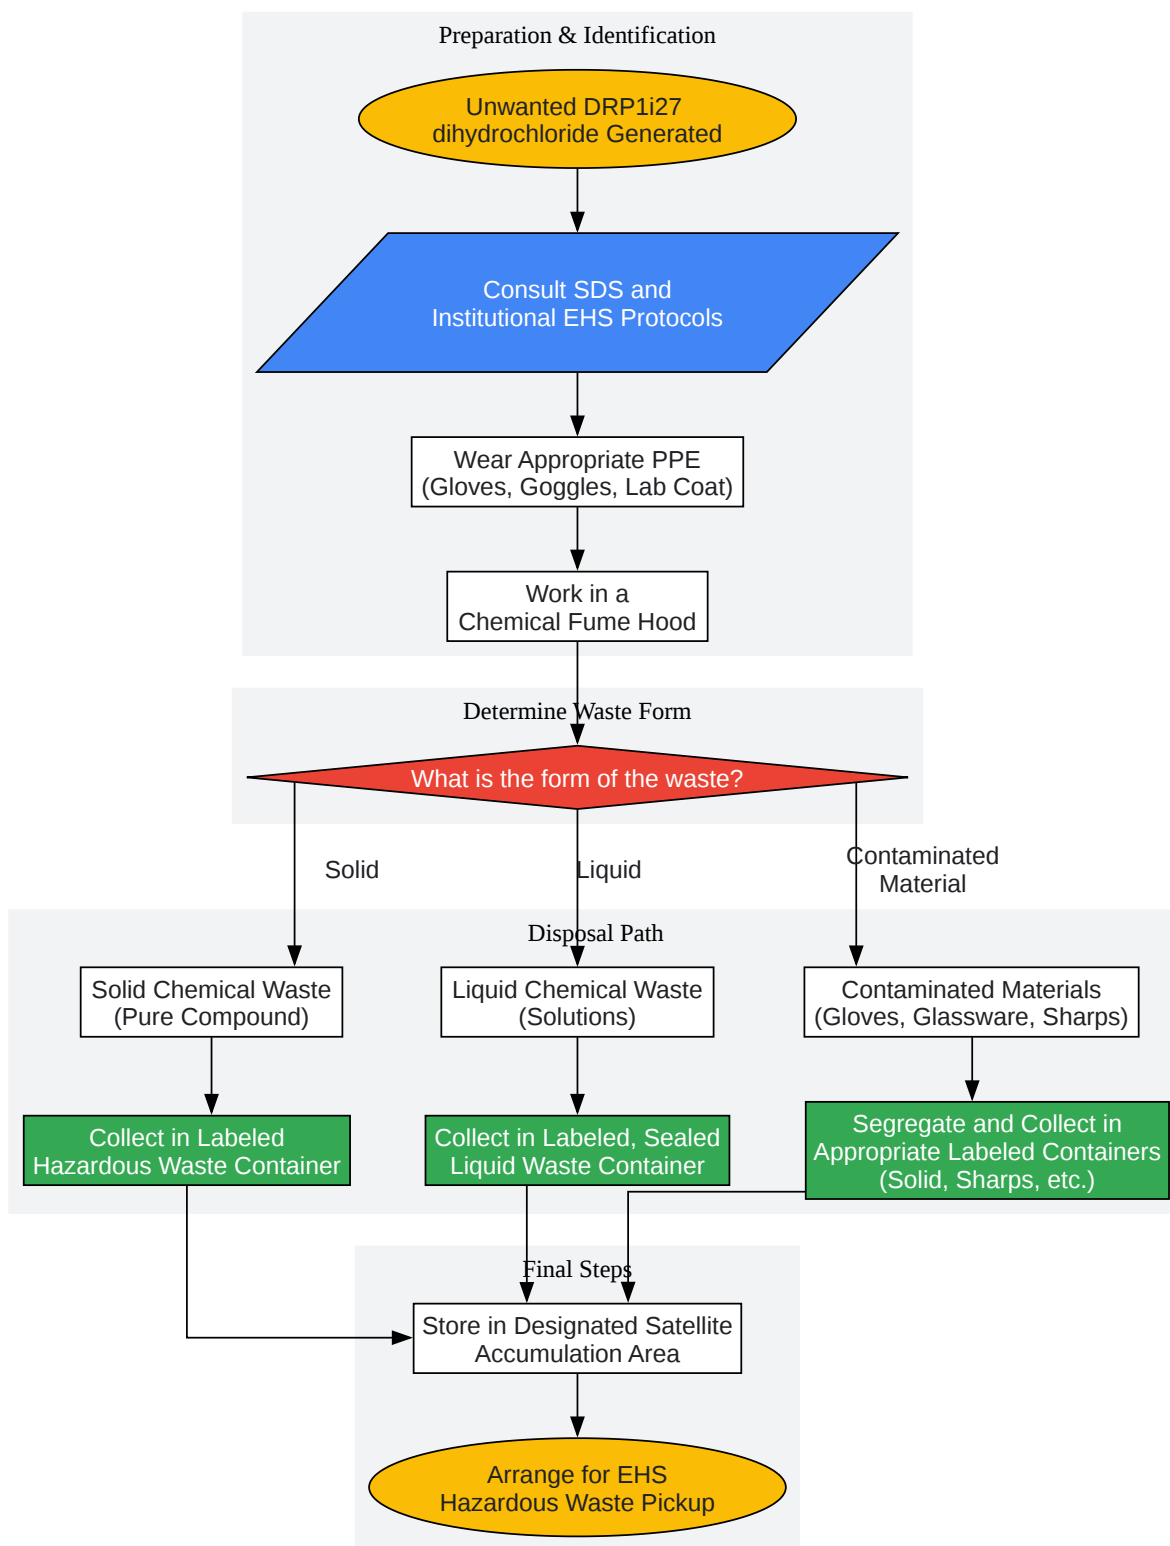 Preparation & Identification
Unwanted DRP1i27
dihydrochloride Generated
Consult SDS and
Institutional EHS Protocols
Wear Appropriate PPE
(Gloves, Goggles, Lab Coat)
Work in a
Chemical Fume Hood
Determine Waste Form
What is the form of the waste?
Solid
Liquid
Contaminated
Material
Disposal Path
Solid Chemical Waste
(Pure Compound)
Liquid Chemical Waste
(Solutions)
Contaminated Materials
(Gloves, Glassware, Sharps)
Collect in Labeled
Hazardous Waste Container
Collect in Labeled, Sealed
Liquid Waste Container
Segregate and Collect in
Appropriate Labeled Containers
(Solid, Sharps, etc.)
Final Steps
Store in Designated Satellite
Accumulation Area
Arrange for EHS
Hazardous Waste Pickup